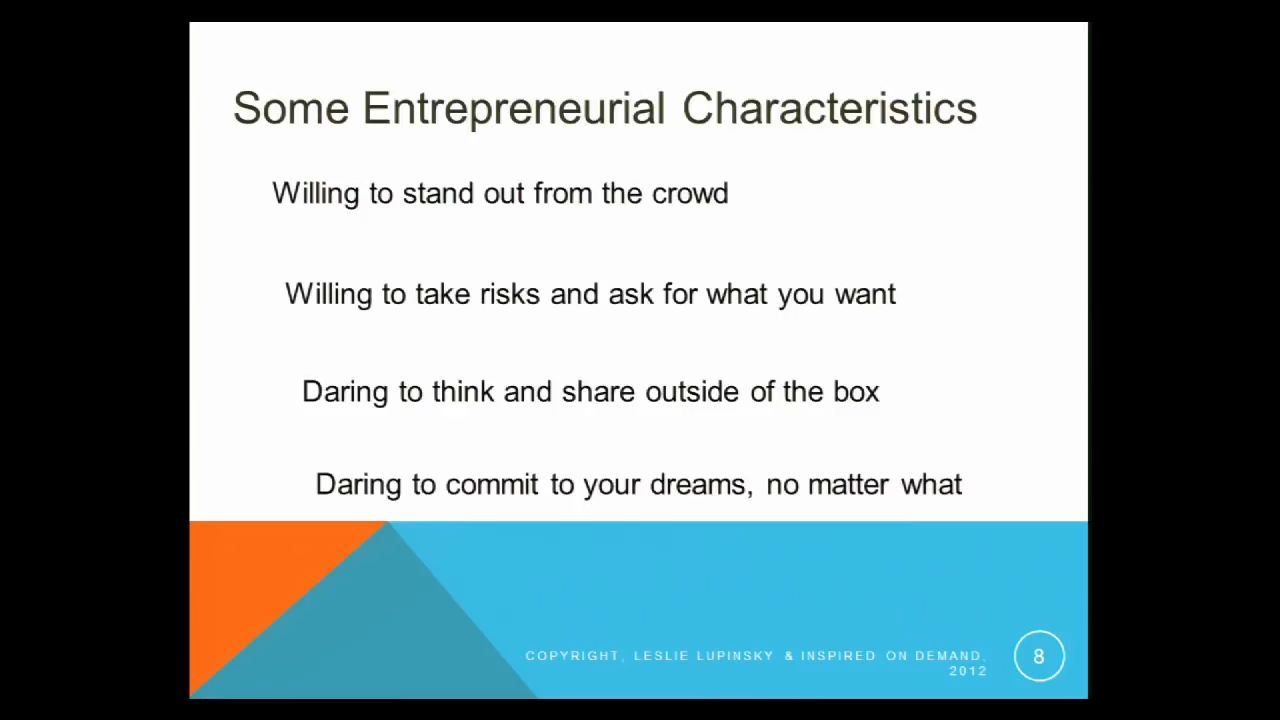 Some Entrepreneurial Characteristics
Willing to stand out from the crowd
Willing to take risks and ask for what you want
Daring to think and share outside of the box
Daring to commit to your dreams, no matter what
COPYRIGHT, LESLIE LUPINSKY & INSPIRED ON DEMAND,
2012
8